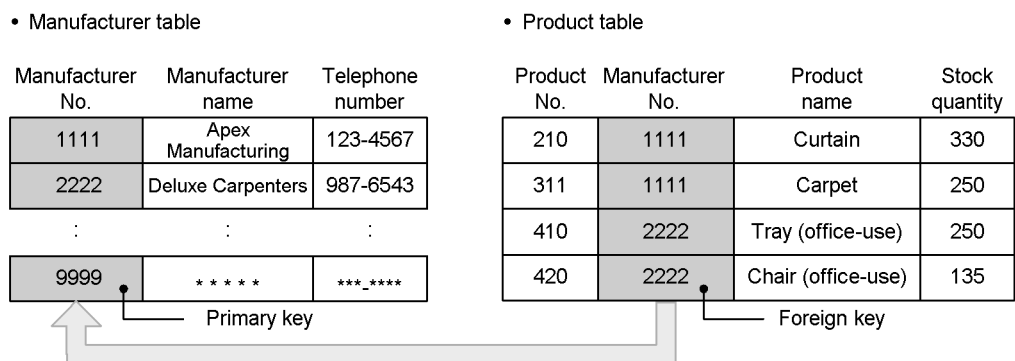 • Manufacturer table
Manufacturer No. Manufacturer name Telephone number
1111 Apex Manufacturing 123-4567
2222 Deluxe Carpenters 987-6543
: : :
9999 * * * * * ***-****
Primary key
• Product table
Product No. Manufacturer No. Product name Stock quantity
210 1111 Curtain 330
311 1111 Carpet 250
410 2222 Tray (office-use) 250
420 2222 Chair (office-use) 135
Foreign key